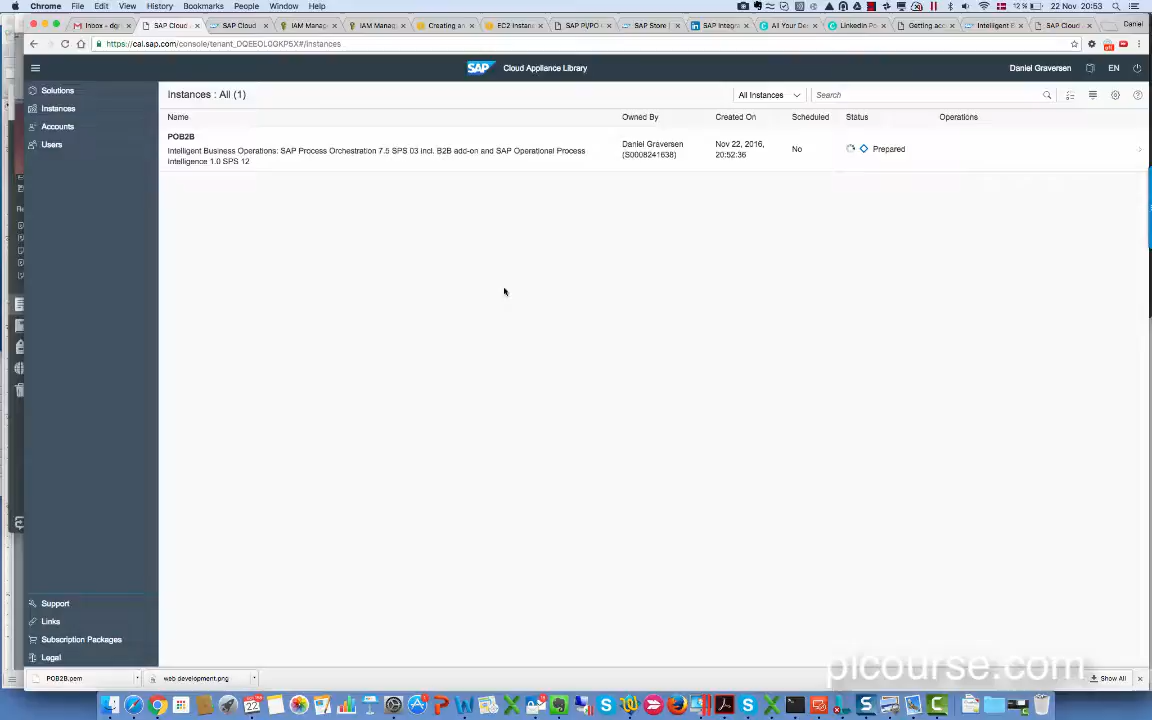 Chrome File Edit View History Bookmarks People Window Help 12 % 22 Nov 20:53
Inbox - dg SAP Cloud SAP Cloud IAM Manag IAM Manag Creating an EC2 Instanc SAP PI/PO SAP Store SAP Integra All Your De LinkedIn Po Getting acc Intelligent E SAP Cloud Daniel
https://cal.sap.com/console/tenant_DQEEOL0GKP5X#/instances
SAP Cloud Appliance Library Daniel Graversen EN
Solutions
Instances
Accounts
Users
Instances : All (1) All Instances Search
Name Owned By Created On Scheduled Status Operations
POB2B
Intelligent Business Operations: SAP Process Orchestration 7.5 SPS 03 incl. B2B add-on and SAP Operational Process
Intelligence 1.0 SPS 12
Daniel Graversen
(S0008241638)
Nov 22, 2016,
20:52:36
No
Prepared
Support
Links
Subscription Packages
Legal
picourse.com
POB2B.pem web development.png Show All